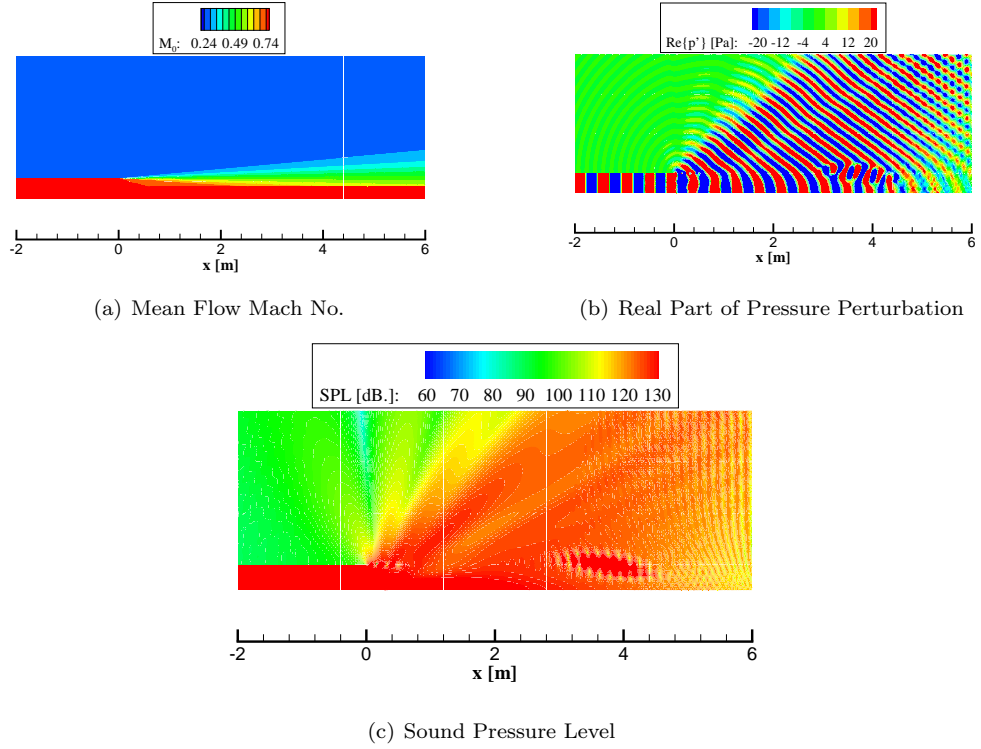 M₀: 0.24 0.49 0.74
-2 0 2 4 6
x [m]
(a) Mean Flow Mach No.
Re{p'} [Pa]: -20 -12 -4 4 12 20
-2 0 2 4 6
x [m]
(b) Real Part of Pressure Perturbation
SPL [dB.]: 60 70 80 90 100 110 120 130
-2 0 2 4 6
x [m]
(c) Sound Pressure Level